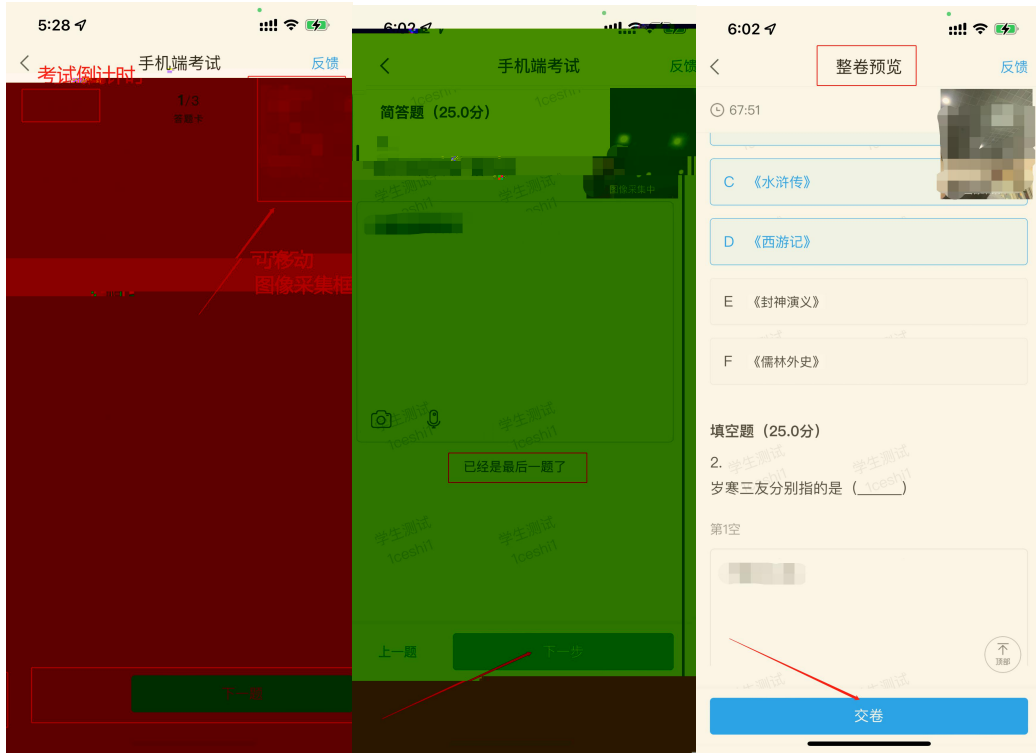 5:28
手机端考试
反馈
考试倒计时
1/3
答题卡
可移动
图像采集框
下一题
6:02
手机端考试
反馈
简答题（25.0分）
图像采集中
学生测试
1ceshi1
已经是最后一题了
上一题
下一步
6:02
整卷预览
反馈
67:51
C 《水浒传》
D 《西游记》
E 《封神演义》
F 《儒林外史》
填空题（25.0分）
2.
岁寒三友分别指的是（______）
第1空
顶部
交卷